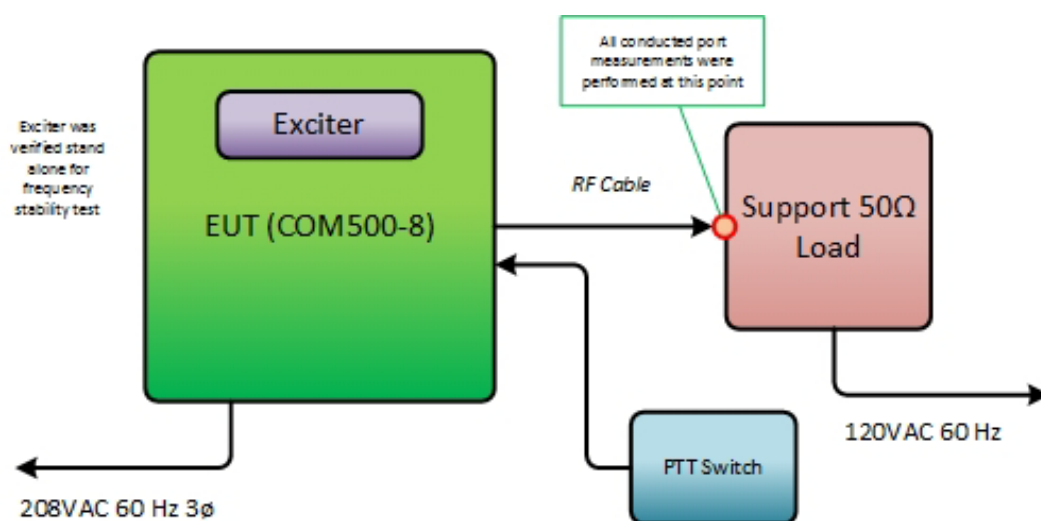 All conducted port
measurements were
performed at this point
Exciter
Exciter was
verified stand
alone for
frequency
stability test
RF Cable
EUT (COM500-8)
Support 50Ω
Load
120VAC 60 Hz
PTT Switch
208VAC 60 Hz 3ø